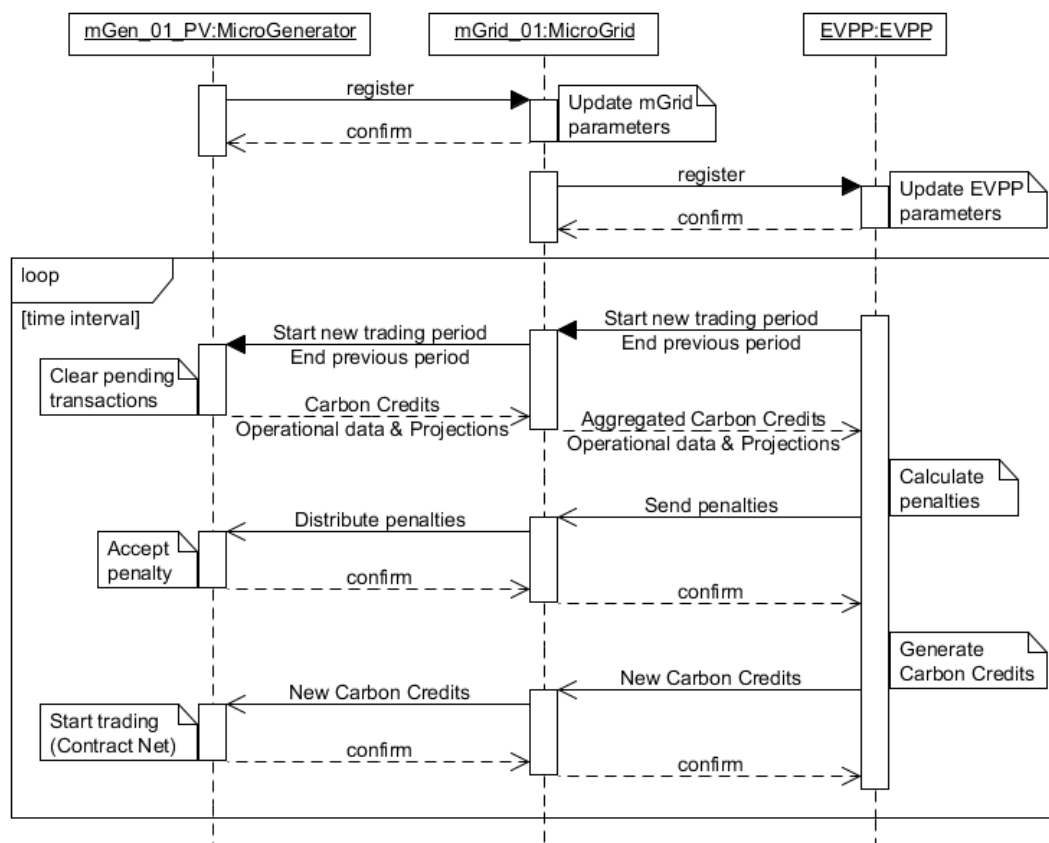 mGen_01_PV:MicroGenerator
mGrid_01:MicroGrid
EVPP:EVPP
register
Update mGrid
parameters
confirm
register
Update EVPP
parameters
confirm
loop
[time interval]
Start new trading period
End previous period
Start new trading period
End previous period
Clear pending
transactions
Carbon Credits
Operational data & Projections
Aggregated Carbon Credits
Operational data & Projections
Calculate
penalties
Send penalties
Distribute penalties
Accept
penalty
confirm
confirm
Generate
Carbon Credits
New Carbon Credits
New Carbon Credits
Start trading
(Contract Net)
confirm
confirm